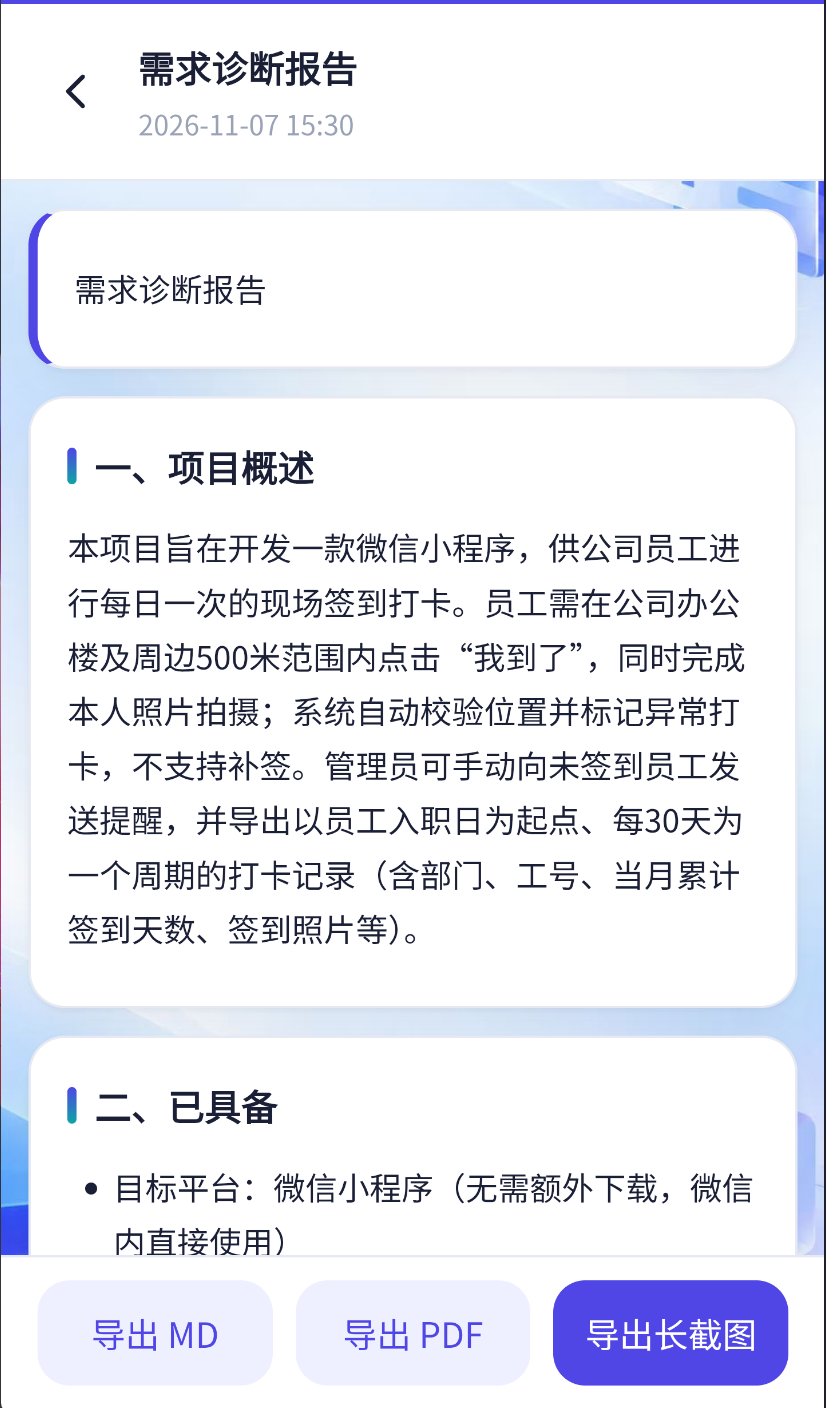 需求诊断报告
2026-11-07 15:30
需求诊断报告
一、项目概述
本项目旨在开发一款微信小程序，供公司员工进
行每日一次的现场签到打卡。员工需在公司办公
楼及周边500米范围内点击“我到了”，同时完成
本人照片拍摄；系统自动校验位置并标记异常打
卡，不支持补签。管理员可手动向未签到员工发
送提醒，并导出以员工入职日为起点、每30天为
一个周期的打卡记录（含部门、工号、当月累计
签到天数、签到照片等）。
二、已具备
• 目标平台：微信小程序（无需额外下载，微信
内直接使用）
导出 MD
导出 PDF
导出长截图